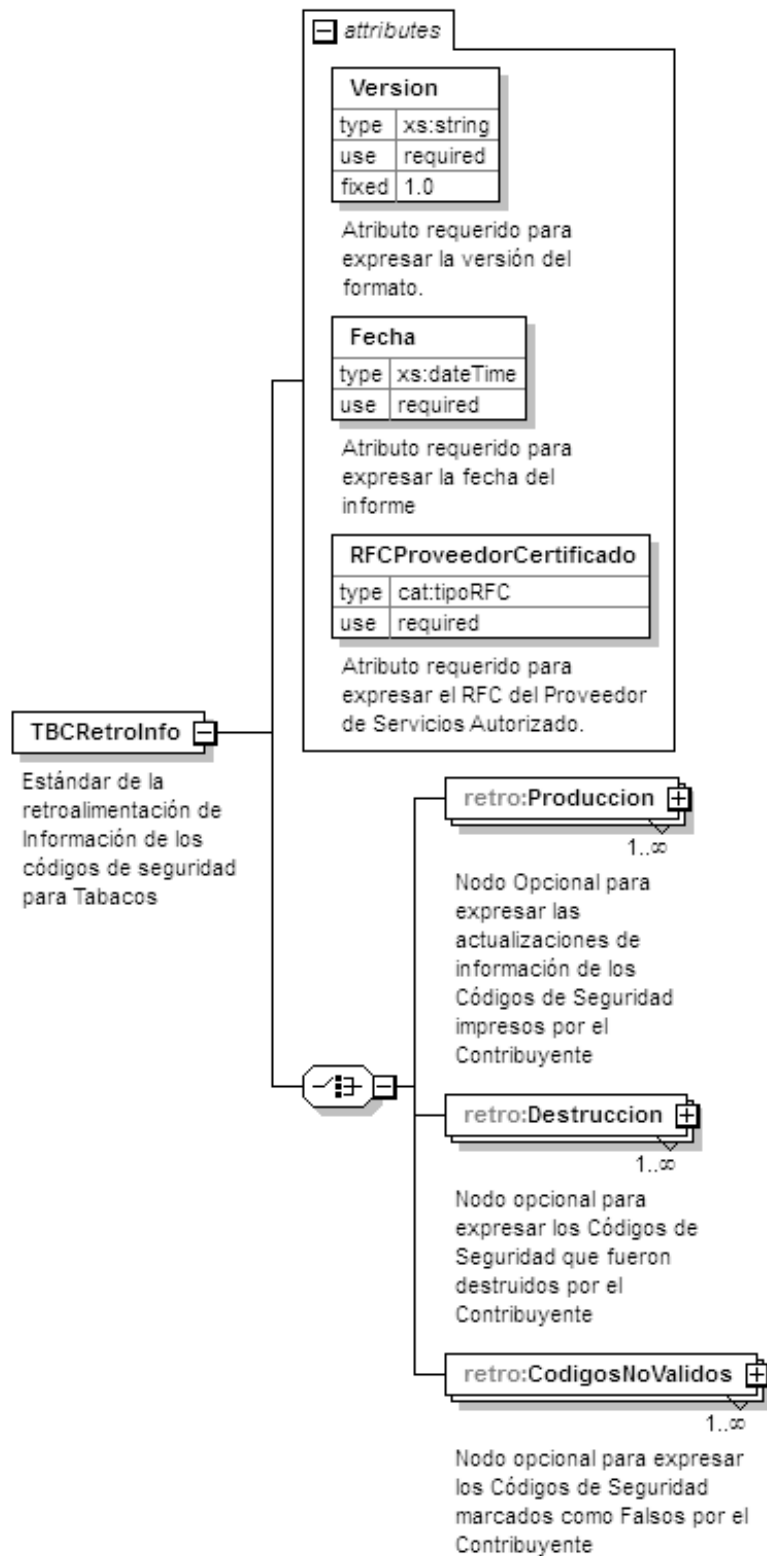 attributes
Version
type xs:string
use required
fixed 1.0
Atributo requerido para
expresar la versión del
formato.
Fecha
type xs:dateTime
use required
Atributo requerido para
expresar la fecha del
informe
RFCProveedorCertificado
type cat:tipoRFC
use required
Atributo requerido para
expresar el RFC del Proveedor
de Servicios Autorizado.
TBCRetroInfo
Estándar de la
retroalimentación de
Información de los
códigos de seguridad
para Tabacos
retro:Produccion
1..∞
Nodo Opcional para
expresar las
actualizaciones de
información de los
Códigos de Seguridad
impresos por el
Contribuyente
retro:Destruccion
1..∞
Nodo opcional para
expresar los Códigos de
Seguridad que fueron
destruidos por el
Contribuyente
retro:CodigosNoValidos
1..∞
Nodo opcional para expresar
los Códigos de Seguridad
marcados como Falsos por el
Contribuyente